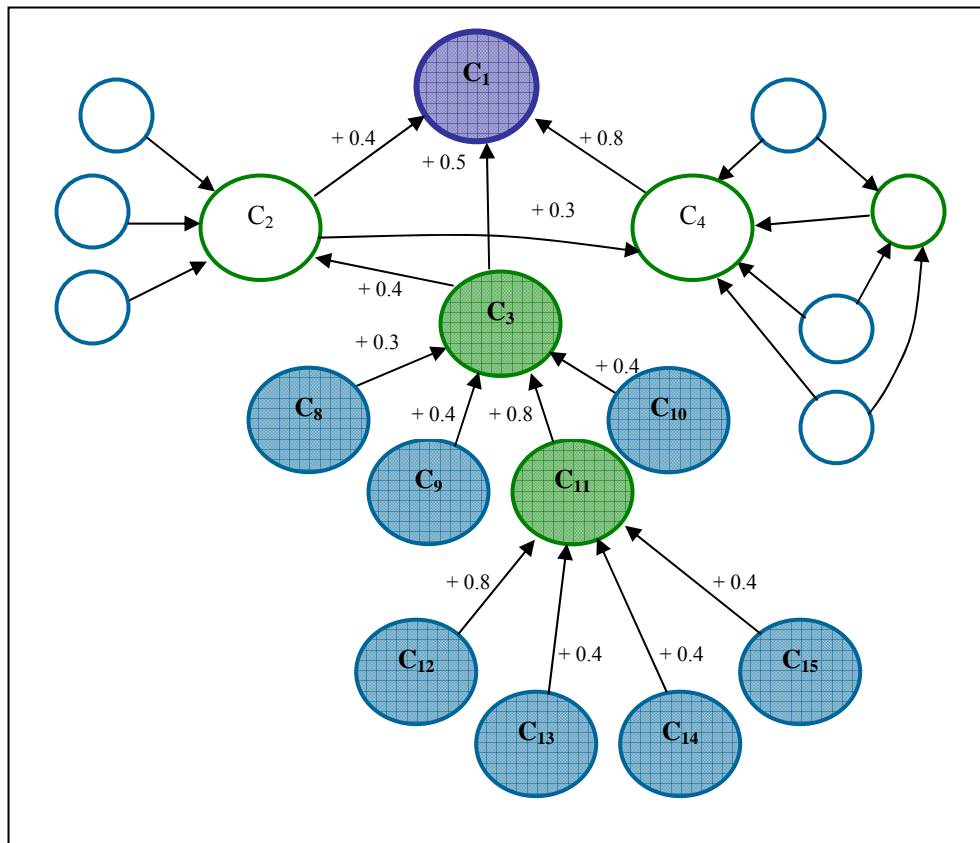 C₁
+ 0.4
+ 0.8
+ 0.5
C₂
+ 0.3
C₄
+ 0.4
C₃
+ 0.3
+ 0.4
C₈
+ 0.4
+ 0.8
C₁₀
C₉
C₁₁
+ 0.8
+ 0.4
C₁₂
+ 0.4
+ 0.4
C₁₅
C₁₃
C₁₄